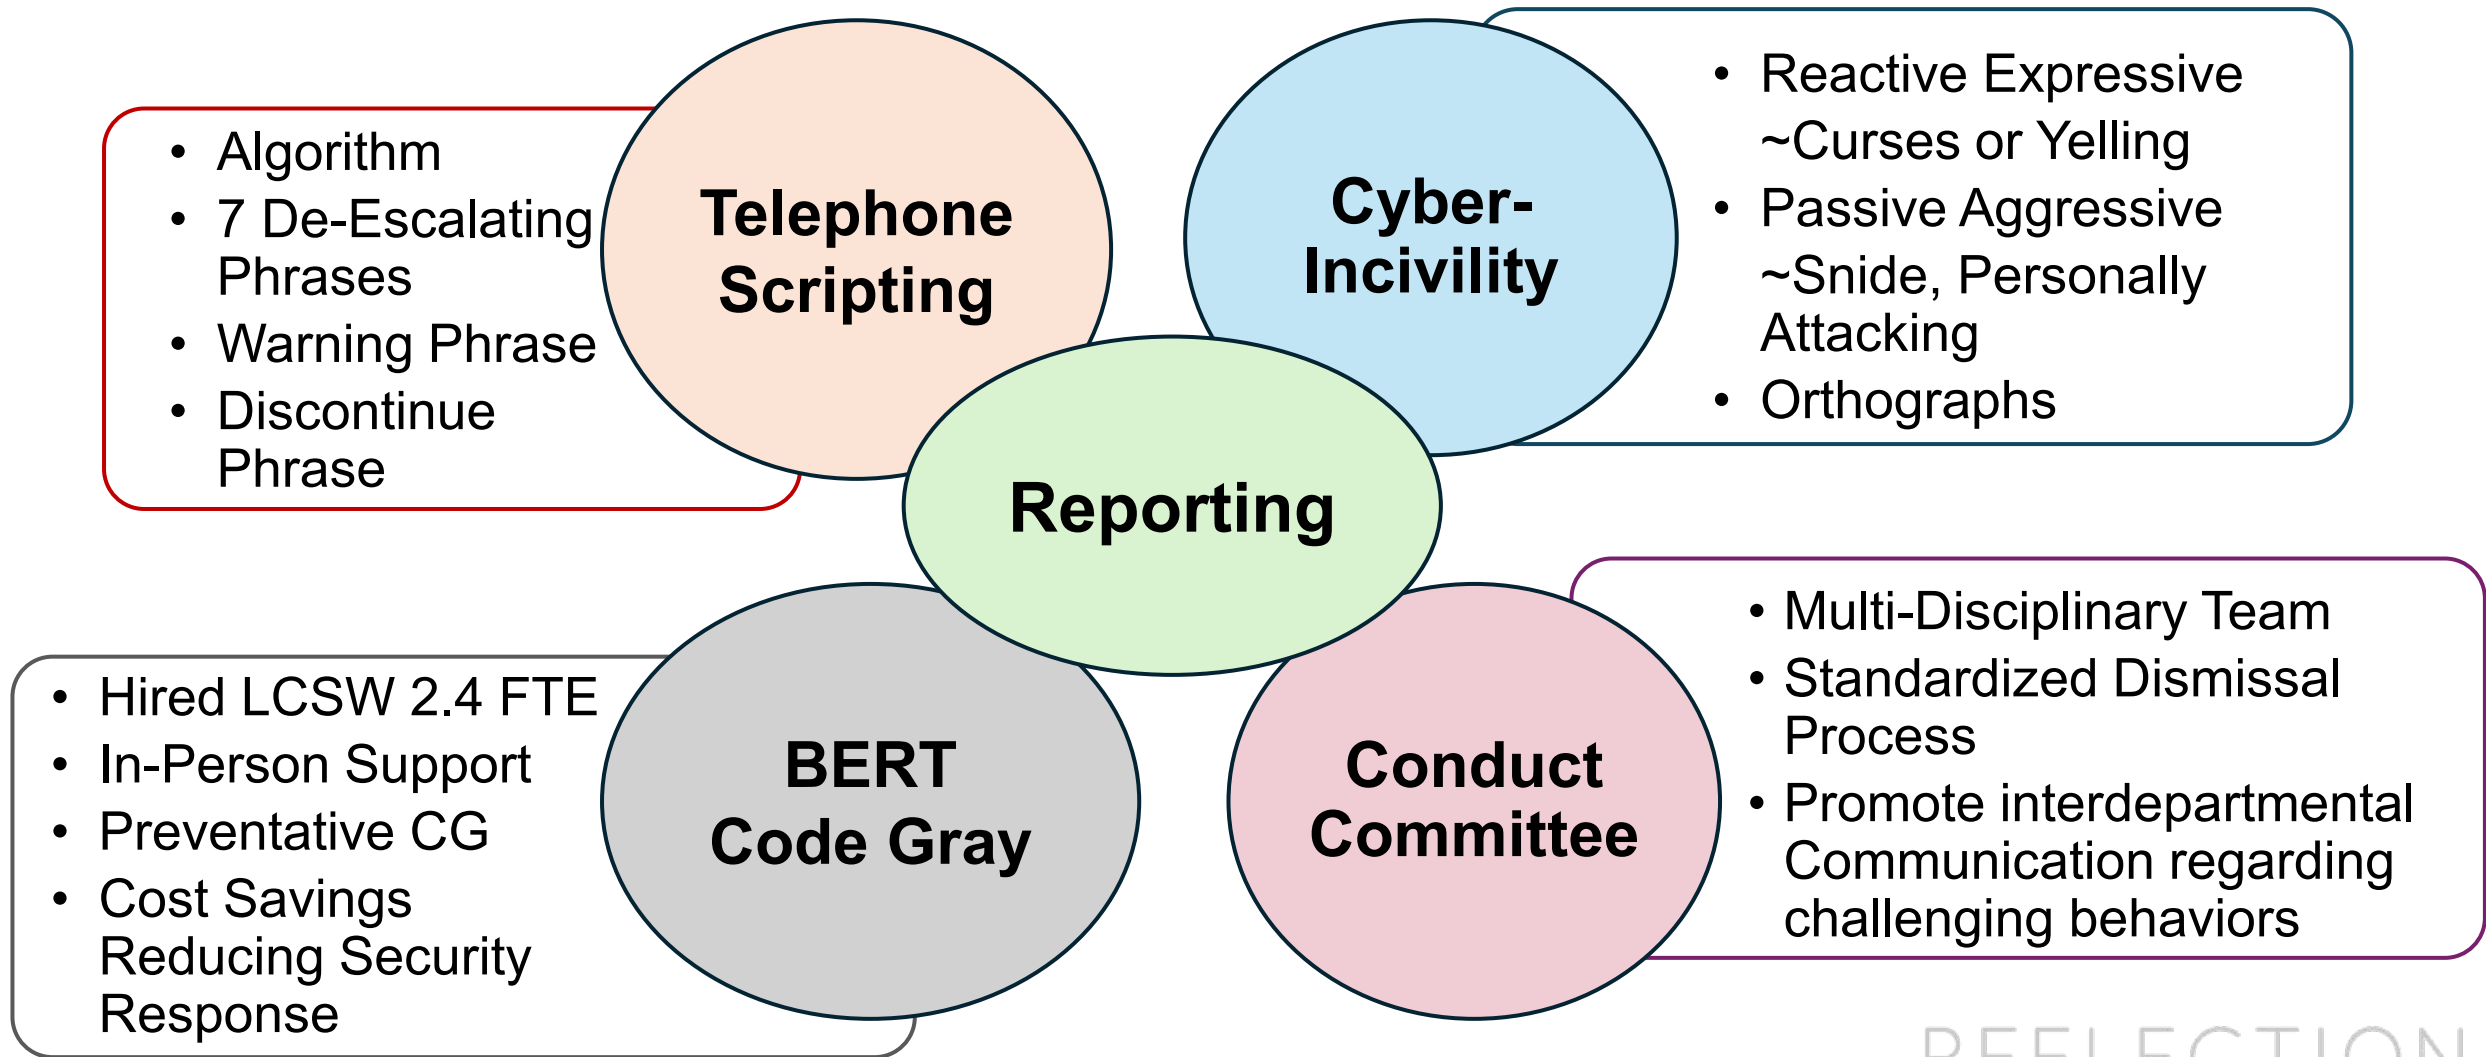 • Algorithm
• 7 De-Escalating
Phrases
• Warning Phrase
• Discontinue
Phrase
Telephone
Scripting
Cyber-
Incivility
• Reactive Expressive
~Curses or Yelling
• Passive Aggressive
~Snide, Personally
Attacking
• Orthographs
Reporting
• Hired LCSW 2.4 FTE
• In-Person Support
• Preventative CG
• Cost Savings
Reducing Security
Response
BERT
Code Gray
Conduct
Committee
• Multi-Disciplinary Team
• Standardized Dismissal
Process
• Promote interdepartmental
Communication regarding
challenging behaviors
REFLECTION